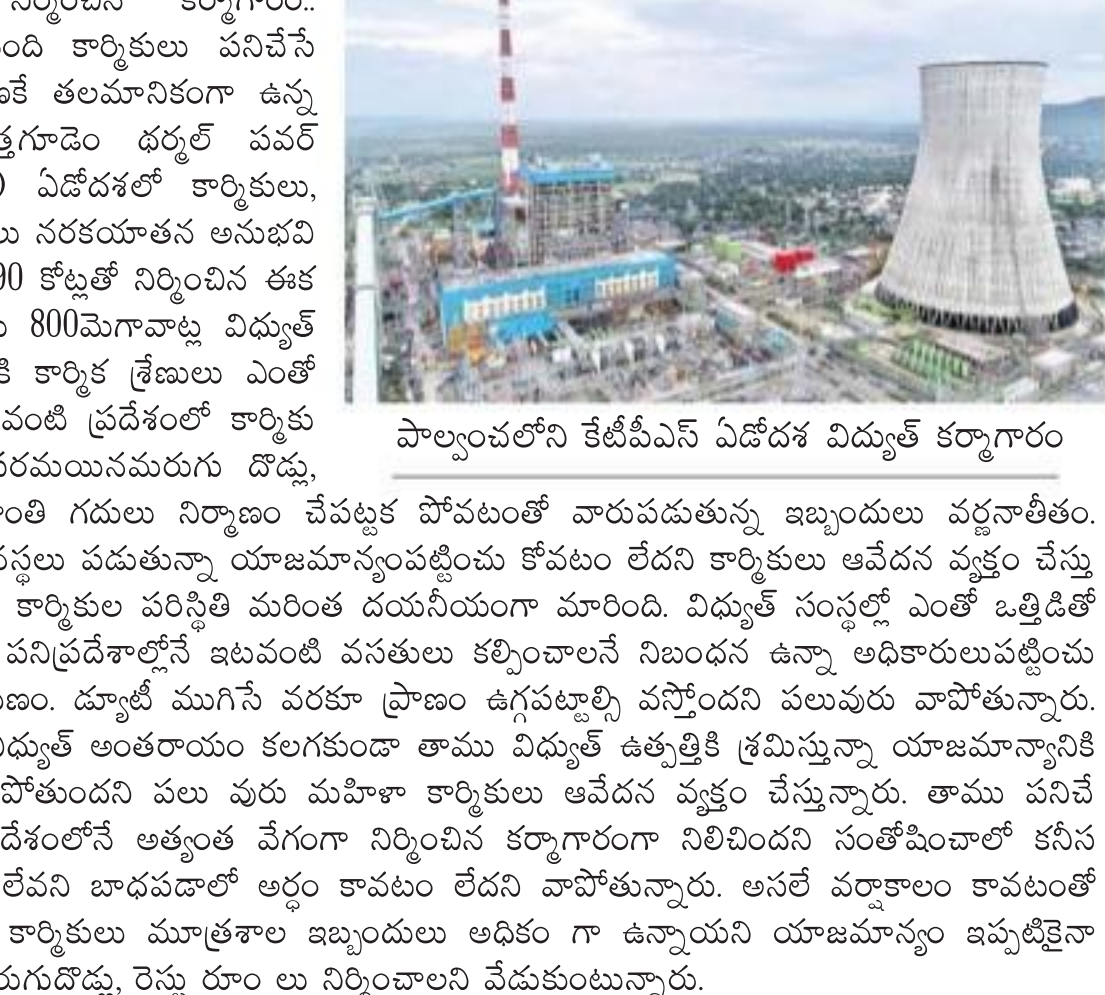 నిర్మించిన కర్మాగారం..
ంది కార్మికులు పనిచేసే
కే తలమానికంగా ఉన్న
త్తగూడెం థర్మల్ పవర్
) ఏడోదశలో కార్మికులు,
లు నరకయాతన అనుభవి
90 కోట్లతో నిర్మించిన ఈక
800మెగావాట్ల విధ్యుత్
కి కార్మిక శ్రేణులు ఎంతో
వంటి ప్రదేశంలో కార్మికు
వరమయినమరుగు దొడ్లు,
పాల్వంచలోని కేటీపీఎస్ ఏడోదశ విద్యుత్ కర్మాగారం
ాంతి గదులు నిర్మాణం చేపట్టక పోవటంతో వారుపడుతున్న ఇబ్బందులు వర్ణనాతీతం.
వస్థలు పడుతున్నా యాజమాన్యంపట్టించు కోవటం లేదని కార్మికులు ఆవేదన వ్యక్తం చేస్తు
కార్మికుల పరిస్థితి మరింత దయనీయంగా మారింది. విధ్యుత్ సంస్థల్లో ఎంతో ఒత్తిడితో
పనిప్రదేశాల్లోనే ఇటవంటి వసతులు కల్పించాలనే నిబంధన ఉన్నా అధికారులుపట్టించు
ణం. డ్యూటీ ముగిసే వరకూ ప్రాణం ఉగ్గపట్టాల్సి వస్తోందని పలువురు వాపోతున్నారు.
విధ్యుత్ అంతరాయం కలగకుండా తాము విధ్యుత్ ఉత్పత్తికి శ్రమిస్తున్నా యాజమాన్యానికి
పోతుందని పలు వురు మహిళా కార్మికులు ఆవేదన వ్యక్తం చేస్తున్నారు. తాము పనిచే
దేశంలోనే అత్యంత వేగంగా నిర్మించిన కర్మాగారంగా నిలిచిందని సంతోషించాలో కనీస
లేవని బాధపడాలో అర్ధం కావటం లేదని వాపోతున్నారు. అసలే వర్షాకాలం కావటంతో
కార్మికులు మూత్రశాల ఇబ్బందులు అధికం గా ఉన్నాయని యాజమాన్యం ఇప్పటికైనా
రుగుదొడ్లు, రెస్టు రూం లు నిర్మించాలని వేడుకుంటున్నారు.